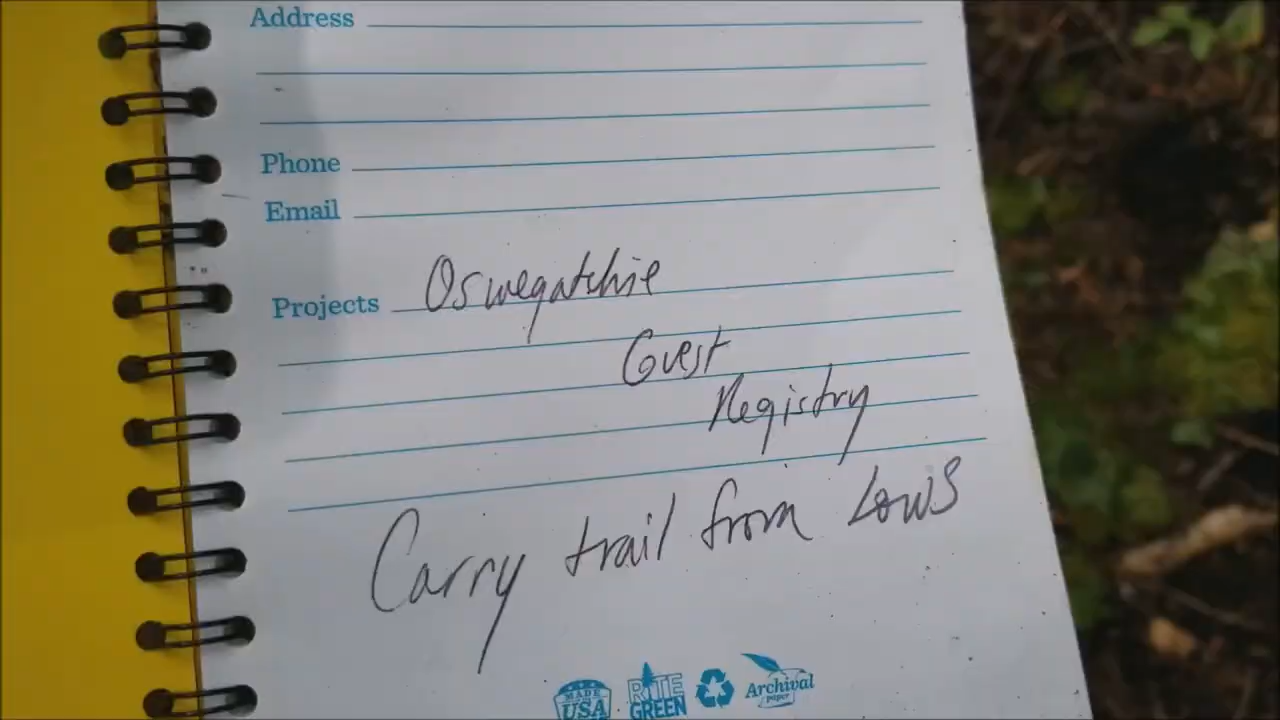 Address
Phone
Email
Projects Oswegatchie
Guest
Registry
Carry trail from Lows
MADE
USA
RITE
GREEN
Archival
paper